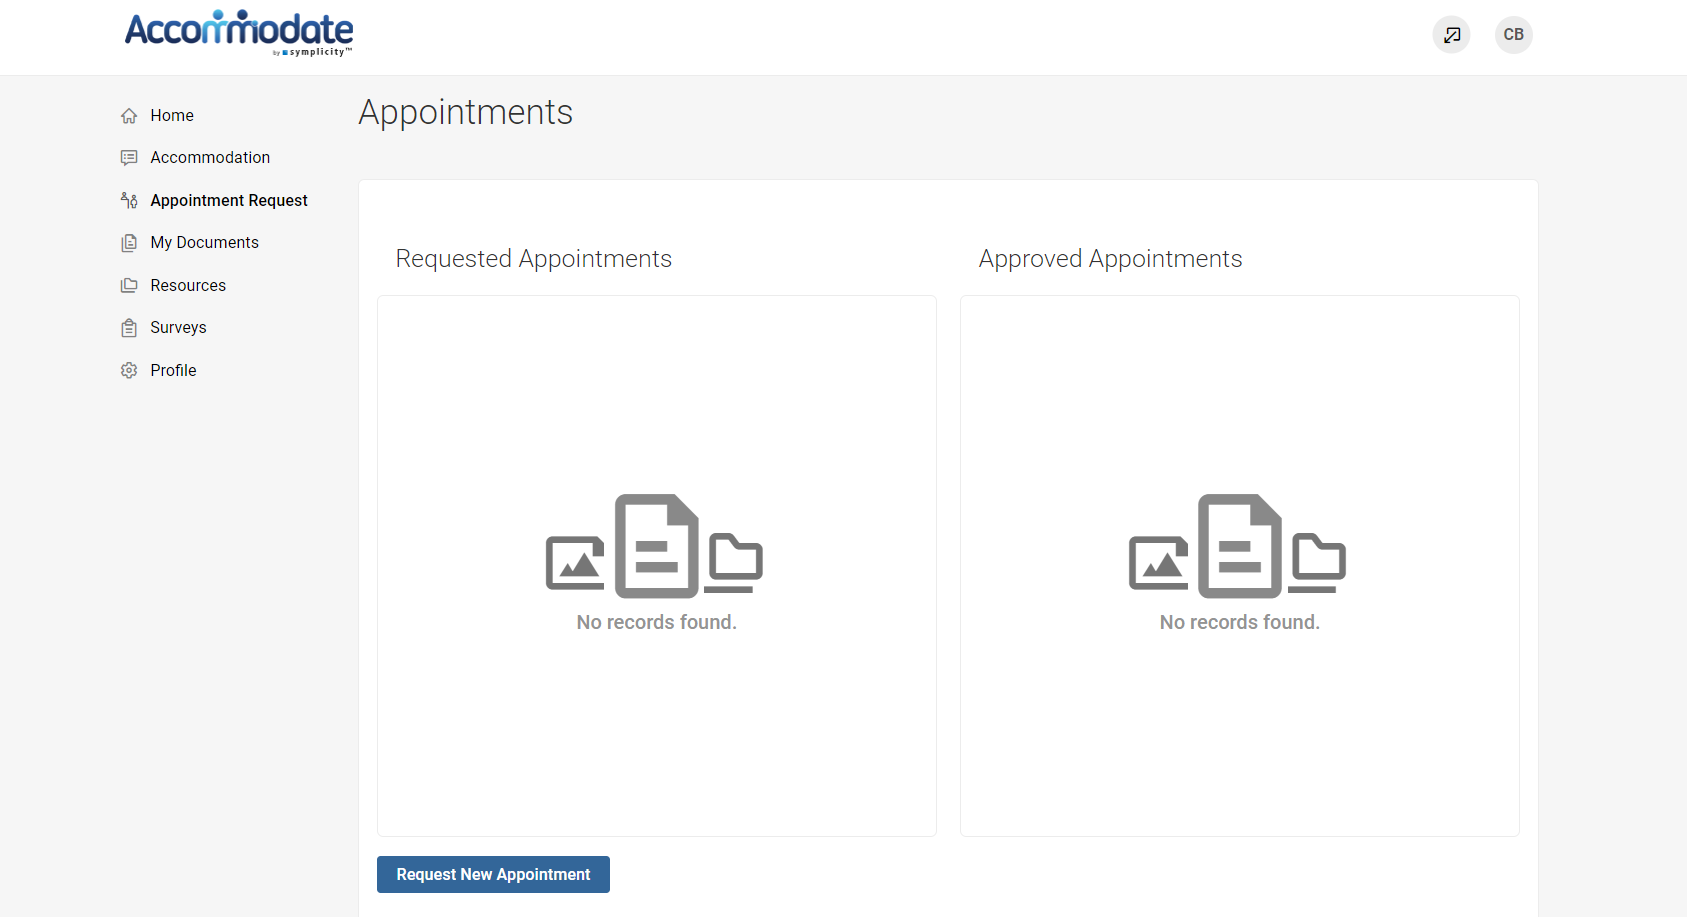 Accommodate
by symplicity™
CB
Home
Accommodation
Appointment Request
My Documents
Resources
Surveys
Profile
Appointments
Requested Appointments
No records found.
Approved Appointments
No records found.
Request New Appointment